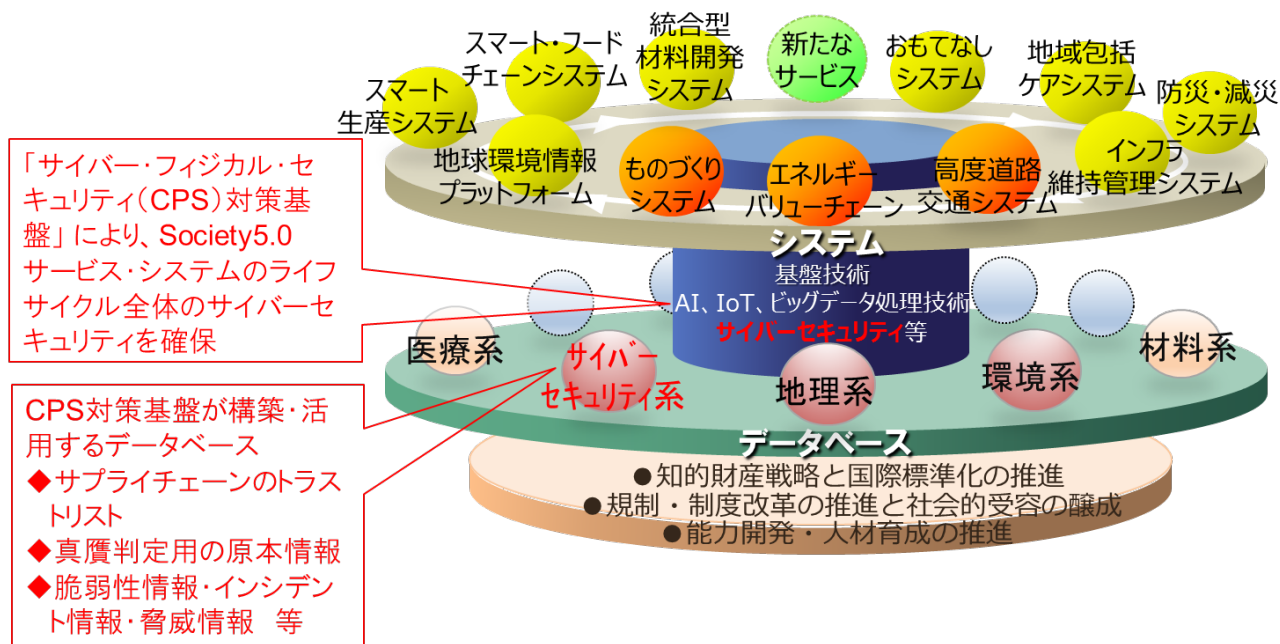 スマート
生産システム
スマート・フード
チェーンシステム
統合型
材料開発
システム
新たな
サービス
おもてなし
システム
地域包括
ケアシステム
防災・減災
システム
地球環境情報
プラットフォーム
ものづくり
システム
エネルギー
バリューチェーン
高度道路
交通システム
インフラ
維持管理システム
システム
基盤技術
AI、IoT、ビッグデータ処理技術
サイバーセキュリティ等
「サイバー・フィジカル・セ
キュリティ(CPS)対策基
盤」により、Society5.0
サービス・システムのライフ
サイクル全体のサイバーセ
キュリティを確保
医療系
サイバー
セキュリティ系
地理系
環境系
材料系
データベース
CPS対策基盤が構築・活
用するデータベース
◆サプライチェーンのトラス
トリスト
◆真贋判定用の原本情報
◆脆弱性情報・インシデン
ト情報・脅威情報 等
●知的財産戦略と国際標準化の推進
●規制・制度改革の推進と社会的受容の醸成
●能力開発・人材育成の推進